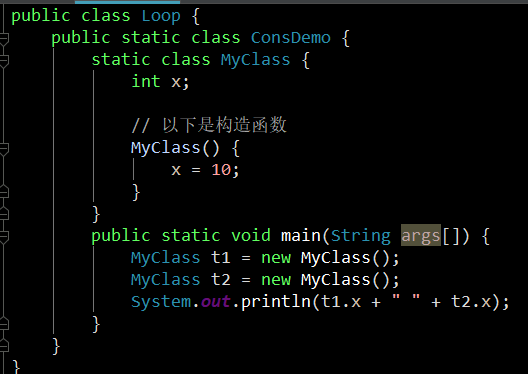 public class Loop {
    public static class ConsDemo {
        static class MyClass {
            int x;

            // 以下是构造函数
            MyClass() {
                x = 10;
            }
        }
        public static void main(String args[]) {
            MyClass t1 = new MyClass();
            MyClass t2 = new MyClass();
            System.out.println(t1.x + " " + t2.x);
        }
    }
}